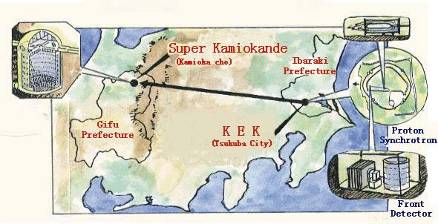 Super Kamiokande
(Kamioka cho)
Ibaraki
Prefecture
Gifu
Prefecture
K E K
(Tsukuba City)
Proton
Synchrotron
Front
Detector